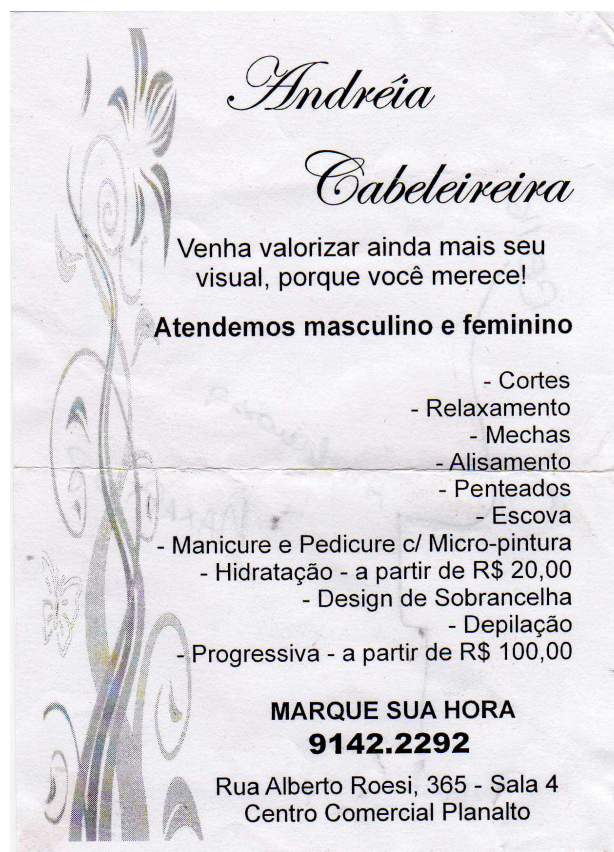 Andréia
Cabeleireira
Venha valorizar ainda mais seu
visual, porque você merece!
Atendemos masculino e feminino
- Cortes
- Relaxamento
- Mechas
- Alisamento
- Penteados
- Escova
- Manicure e Pedicure c/ Micro-pintura
- Hidratação - a partir de R$ 20,00
- Design de Sobrancelha
- Depilação
- Progressiva - a partir de R$ 100,00
MARQUE SUA HORA
9142.2292
Rua Alberto Roesi, 365 - Sala 4
Centro Comercial Planalto